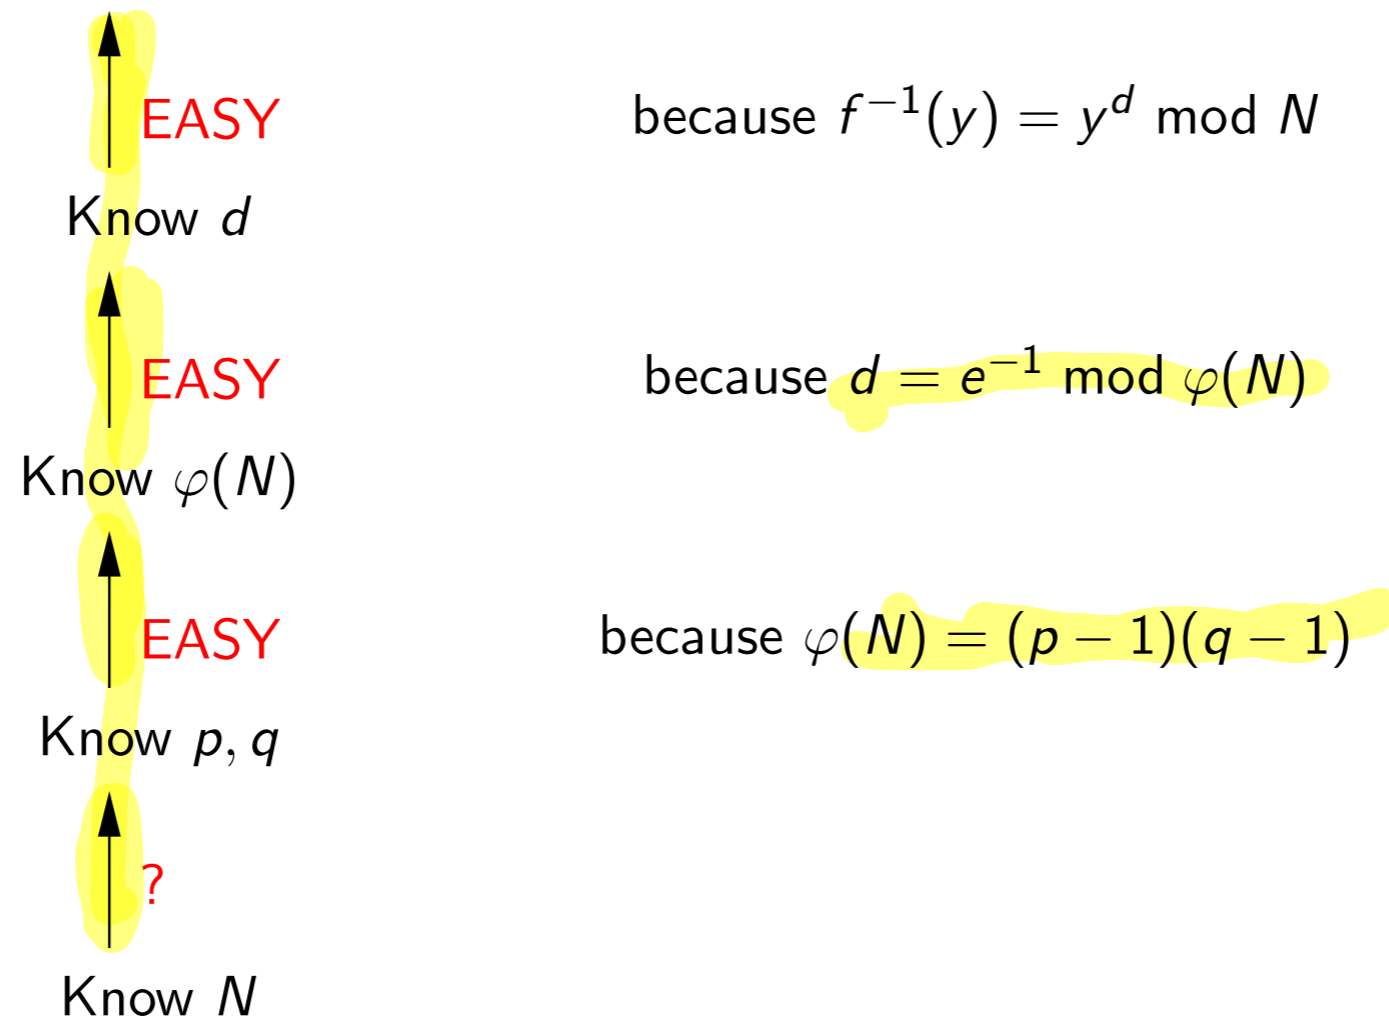 EASY because f⁻¹(y) = yᵈ mod N
Know d
EASY because d = e⁻¹ mod φ(N)
Know φ(N)
EASY because φ(N) = (p − 1)(q − 1)
Know p, q
?
Know N